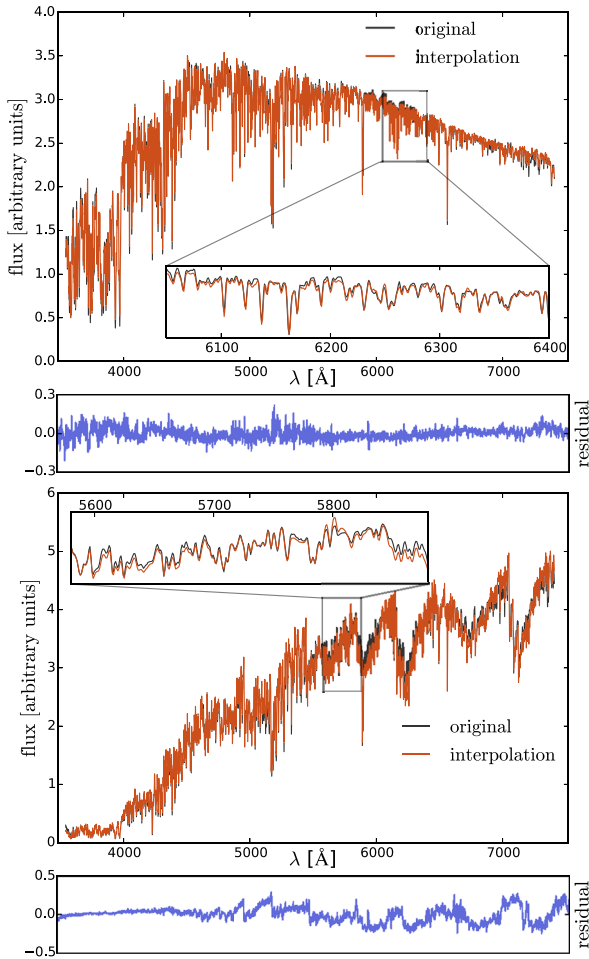 4.0
original
interpolation
3.5
3.0
2.5
2.0
1.5
1.0
0.5
0.0
flux [arbitrary units]
6100 6200 6300 6400
4000 5000 6000 7000
λ [Å]
0.3
0.0
−0.3
residual
6
5
4
3
2
1
0
flux [arbitrary units]
5600 5700 5800
original
interpolation
4000 5000 6000 7000
λ [Å]
0.5
0.0
−0.5
residual